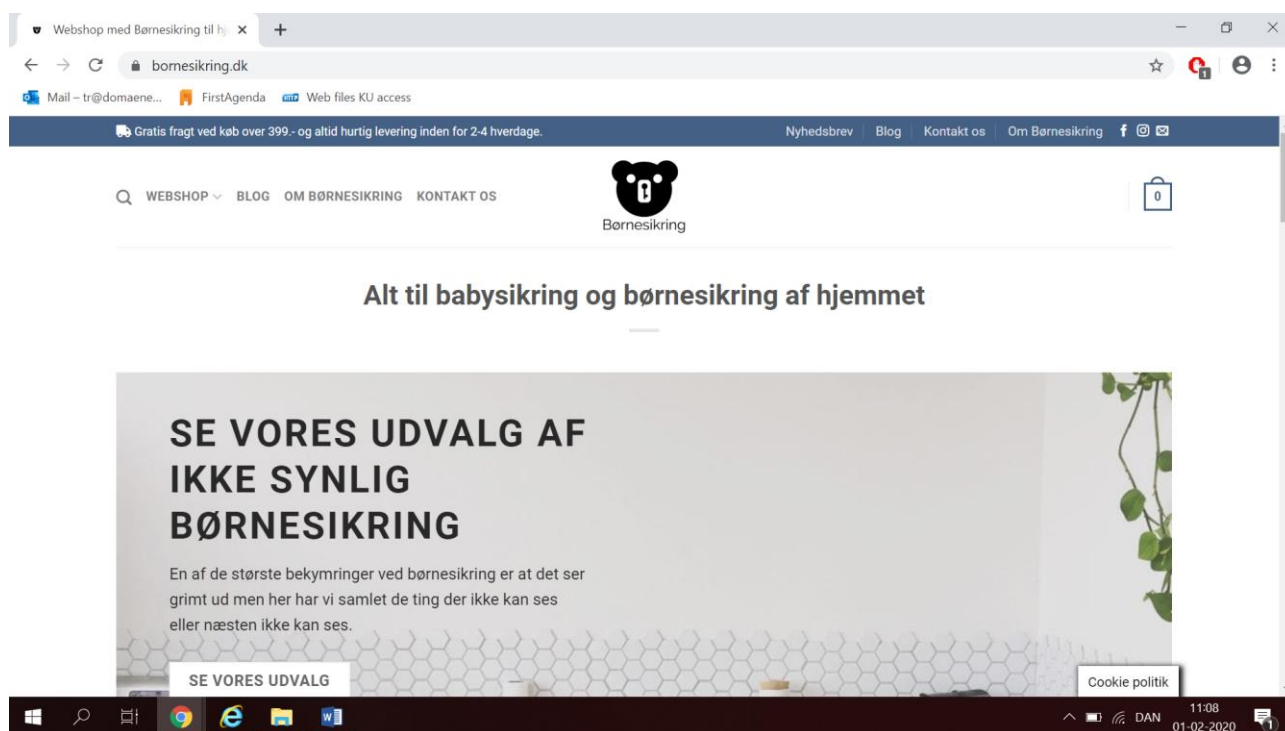 Webshop med Børnesikring til hj
bornesikring.dk
Mail – tr@domaene... FirstAgenda Web files KU access
Gratis fragt ved køb over 399.- og altid hurtig levering inden for 2-4 hverdage. Nyhedsbrev Blog Kontakt os Om Børnesikring
WEBSHOP BLOG OM BØRNESIKRING KONTAKT OS
Børnesikring
0
Alt til babysikring og børnesikring af hjemmet
SE VORES UDVALG AF
IKKE SYNLIG
BØRNESIKRING
En af de største bekymringer ved børnesikring er at det ser
grimt ud men her har vi samlet de ting der ikke kan ses
eller næsten ikke kan ses.
SE VORES UDVALG
Cookie politik
DAN
11:08
01-02-2020
1